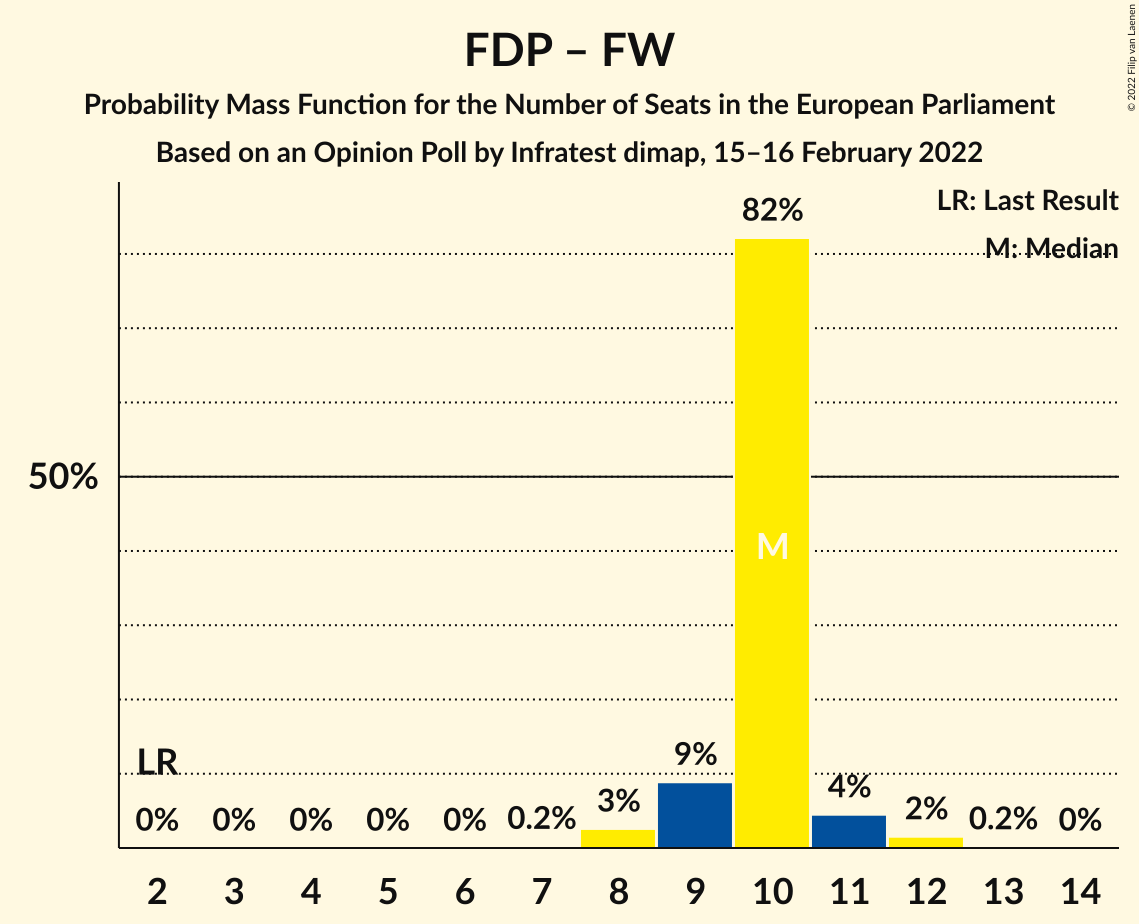 FDP – FW
Probability Mass Function for the Number of Seats in the European Parliament
Based on an Opinion Poll by Infratest dimap, 15–16 February 2022
© 2022 Filip van Laenen
LR: Last Result
M: Median
82%
50%
M
LR
9%
4%
3%
2%
0% 0% 0% 0% 0% 0.2% 0.2% 0%
2 3 4 5 6 7 8 9 10 11 12 13 14